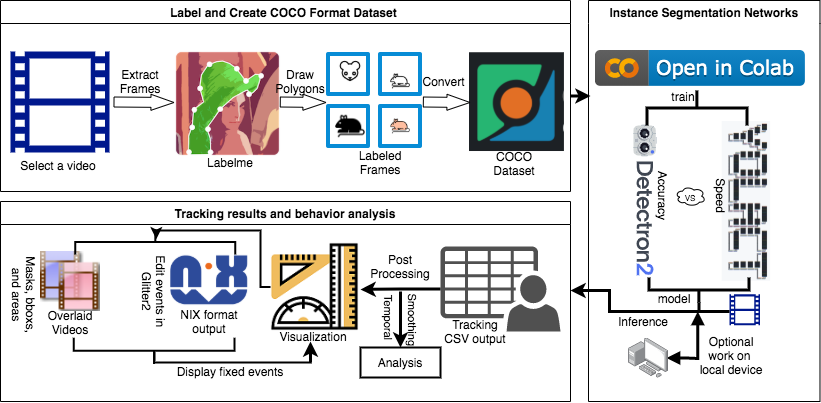 Label and Create COCO Format Dataset
Extract
Frames
Draw
Polygons
Convert
Select a video
Labelme
Labeled
Frames
COCO
Dataset
Instance Segmentation Networks
CO
Open in Colab
train
Detectron2
Accuracy
VS
Speed
model
Inference
Optional
work on
local device
Tracking results and behavior analysis
Masks, bboxs,
and areas
Overlaid
Videos
Edit events in
Glitter2
NIX format
output
Visualization
Display fixed events
Post
Processing
Smoothing
Temporal
Analysis
Tracking
CSV output